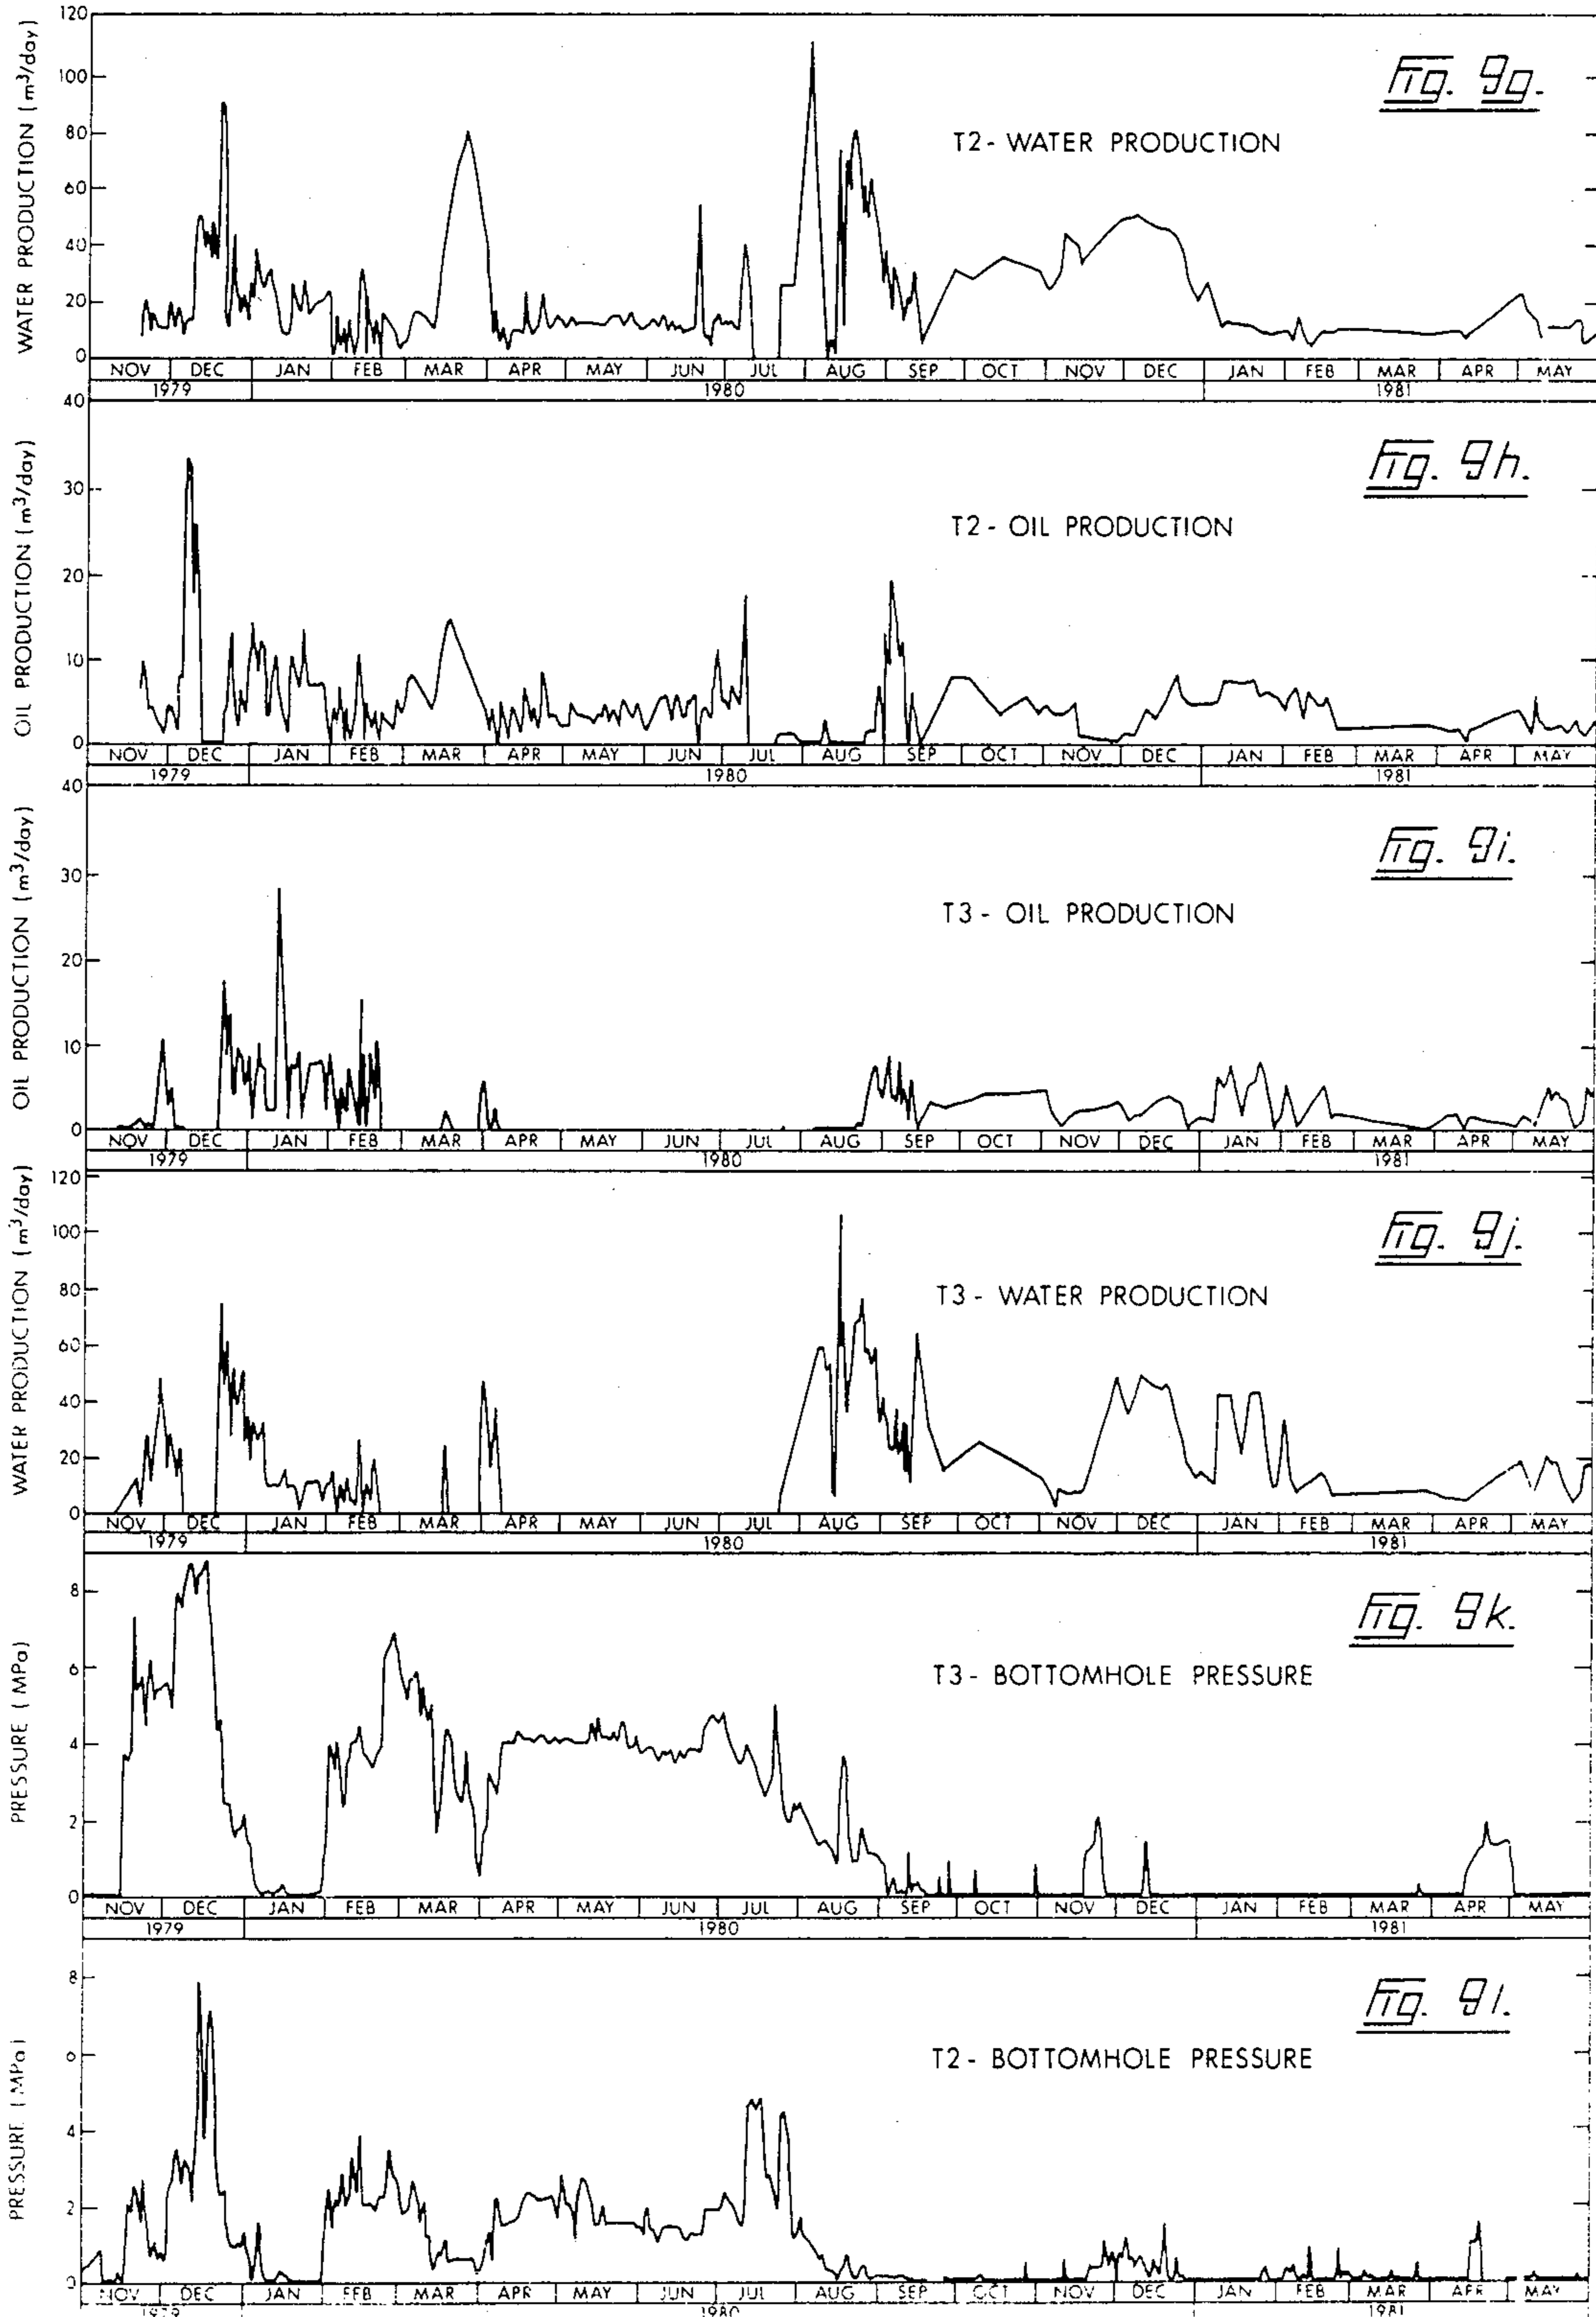 WATER PRODUCTION (m³/day)
120
100
80
60
40
20
0
Fig. 9g.
T2 - WATER PRODUCTION
NOV DEC JAN FEB MAR APR MAY JUN JUL AUG SEP OCT NOV DEC JAN FEB MAR APR MAY
1979 1980 1981
OIL PRODUCTION (m³/day)
40
30
20
10
0
Fig. 9h.
T2 - OIL PRODUCTION
NOV DEC JAN FEB MAR APR MAY JUN JUL AUG SEP OCT NOV DEC JAN FEB MAR APR MAY
1979 1980 1981
OIL PRODUCTION (m³/day)
40
30
20
10
0
Fig. 9i.
T3 - OIL PRODUCTION
NOV DEC JAN FEB MAR APR MAY JUN JUL AUG SEP OCT NOV DEC JAN FEB MAR APR MAY
1979 1980 1981
WATER PRODUCTION (m³/day)
120
100
80
60
40
20
0
Fig. 9j.
T3 - WATER PRODUCTION
NOV DEC JAN FEB MAR APR MAY JUN JUL AUG SEP OCT NOV DEC JAN FEB MAR APR MAY
1979 1980 1981
PRESSURE (MPa)
8
6
4
2
0
Fig. 9k.
T3 - BOTTOMHOLE PRESSURE
NOV DEC JAN FEB MAR APR MAY JUN JUL AUG SEP OCT NOV DEC JAN FEB MAR APR MAY
1979 1980 1981
PRESSURE (MPa)
8
6
4
2
0
Fig. 9l.
T2 - BOTTOMHOLE PRESSURE
NOV DEC JAN FEB MAR APR MAY JUN JUL AUG SEP OCT NOV DEC JAN FEB MAR APR MAY
1979 1980 1981